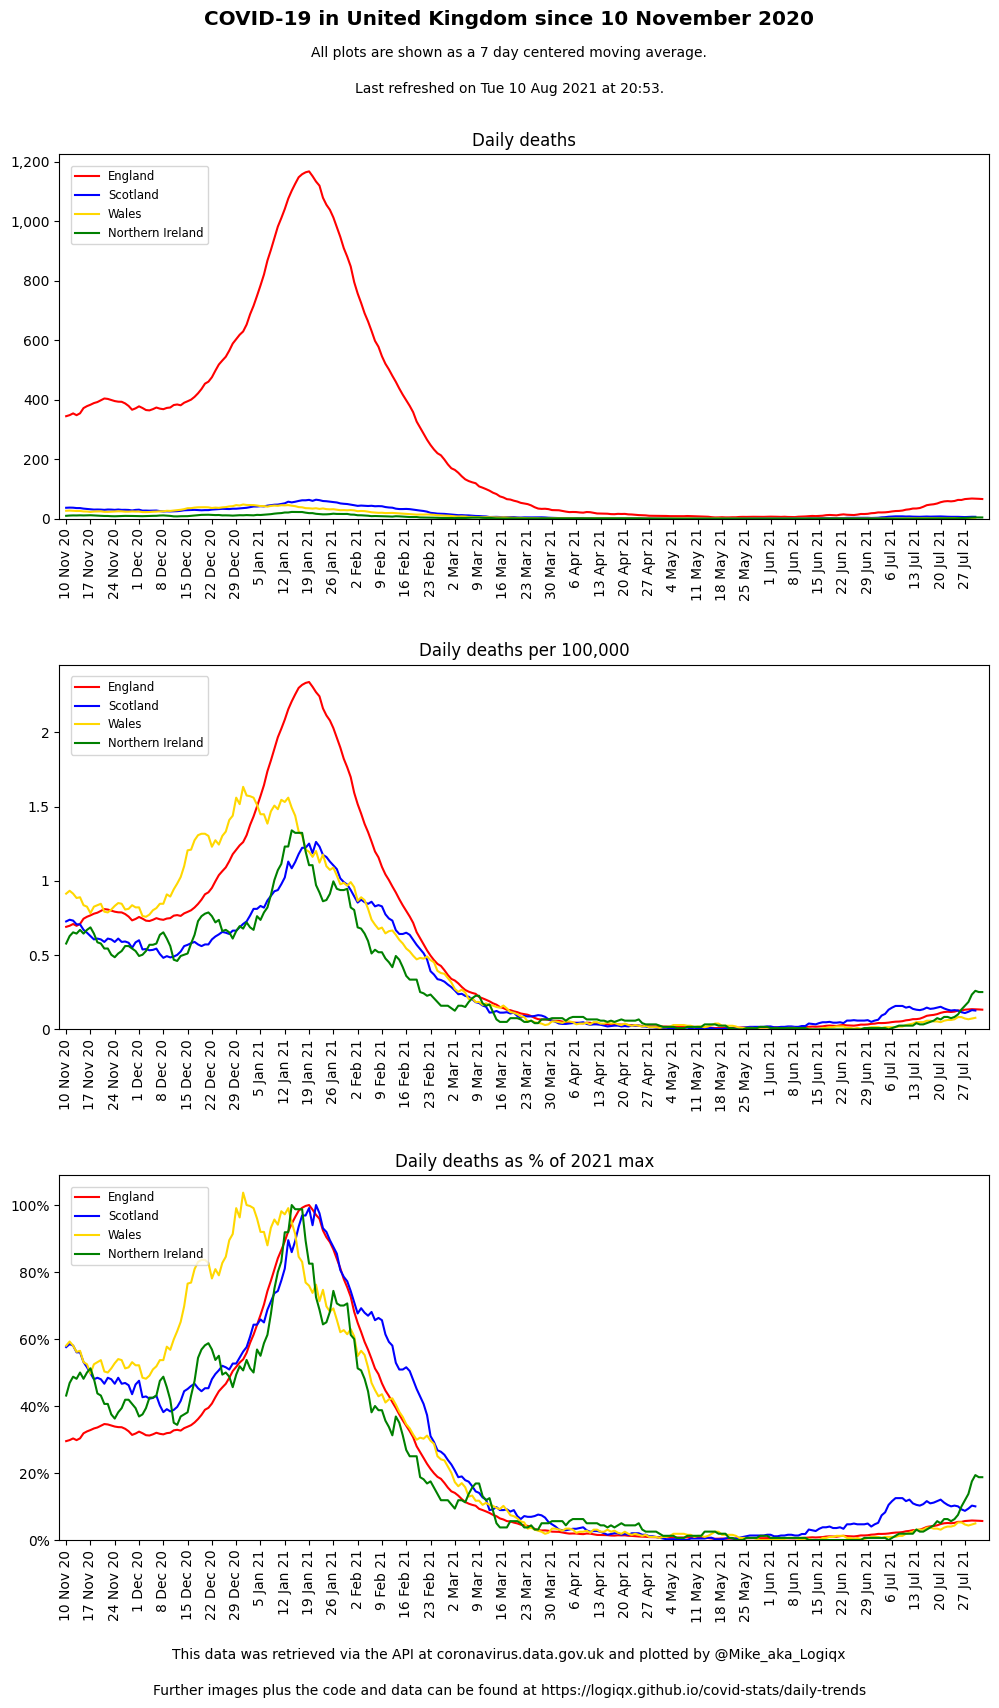 COVID-19 in United Kingdom since 10 November 2020
All plots are shown as a 7 day centered moving average.
Last refreshed on Tue 10 Aug 2021 at 20:53.
Daily deaths
1,200
1,000
800
600
400
200
0
England
Scotland
Wales
Northern Ireland
10 Nov 20
17 Nov 20
24 Nov 20
1 Dec 20
8 Dec 20
15 Dec 20
22 Dec 20
29 Dec 20
5 Jan 21
12 Jan 21
19 Jan 21
26 Jan 21
2 Feb 21
9 Feb 21
16 Feb 21
23 Feb 21
2 Mar 21
9 Mar 21
16 Mar 21
23 Mar 21
30 Mar 21
6 Apr 21
13 Apr 21
20 Apr 21
27 Apr 21
4 May 21
11 May 21
18 May 21
25 May 21
1 Jun 21
8 Jun 21
15 Jun 21
22 Jun 21
29 Jun 21
6 Jul 21
13 Jul 21
20 Jul 21
27 Jul 21
Daily deaths per 100,000
2
1.5
1
0.5
0
England
Scotland
Wales
Northern Ireland
10 Nov 20
17 Nov 20
24 Nov 20
1 Dec 20
8 Dec 20
15 Dec 20
22 Dec 20
29 Dec 20
5 Jan 21
12 Jan 21
19 Jan 21
26 Jan 21
2 Feb 21
9 Feb 21
16 Feb 21
23 Feb 21
2 Mar 21
9 Mar 21
16 Mar 21
23 Mar 21
30 Mar 21
6 Apr 21
13 Apr 21
20 Apr 21
27 Apr 21
4 May 21
11 May 21
18 May 21
25 May 21
1 Jun 21
8 Jun 21
15 Jun 21
22 Jun 21
29 Jun 21
6 Jul 21
13 Jul 21
20 Jul 21
27 Jul 21
Daily deaths as % of 2021 max
100%
80%
60%
40%
20%
0%
England
Scotland
Wales
Northern Ireland
10 Nov 20
17 Nov 20
24 Nov 20
1 Dec 20
8 Dec 20
15 Dec 20
22 Dec 20
29 Dec 20
5 Jan 21
12 Jan 21
19 Jan 21
26 Jan 21
2 Feb 21
9 Feb 21
16 Feb 21
23 Feb 21
2 Mar 21
9 Mar 21
16 Mar 21
23 Mar 21
30 Mar 21
6 Apr 21
13 Apr 21
20 Apr 21
27 Apr 21
4 May 21
11 May 21
18 May 21
25 May 21
1 Jun 21
8 Jun 21
15 Jun 21
22 Jun 21
29 Jun 21
6 Jul 21
13 Jul 21
20 Jul 21
27 Jul 21
This data was retrieved via the API at coronavirus.data.gov.uk and plotted by @Mike_aka_Logiqx
Further images plus the code and data can be found at https://logiqx.github.io/covid-stats/daily-trends